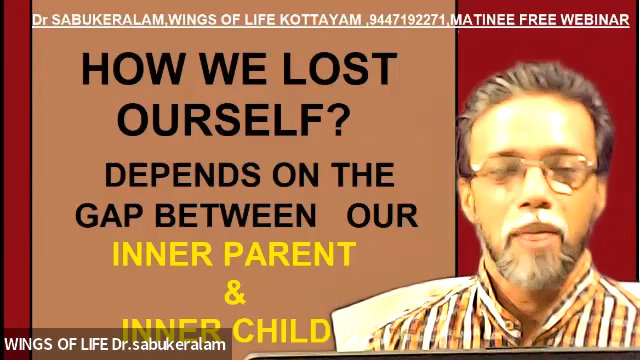 Dr SABUKERALAM,WINGS OF LIFE KOTTAYAM ,9447192271,MATINEE FREE WEBINAR
HOW WE LOST
OURSELF?
DEPENDS ON THE
GAP BETWEEN OUR
INNER PARENT
&
INNER CHILD
WINGS OF LIFE Dr.sabukeralam